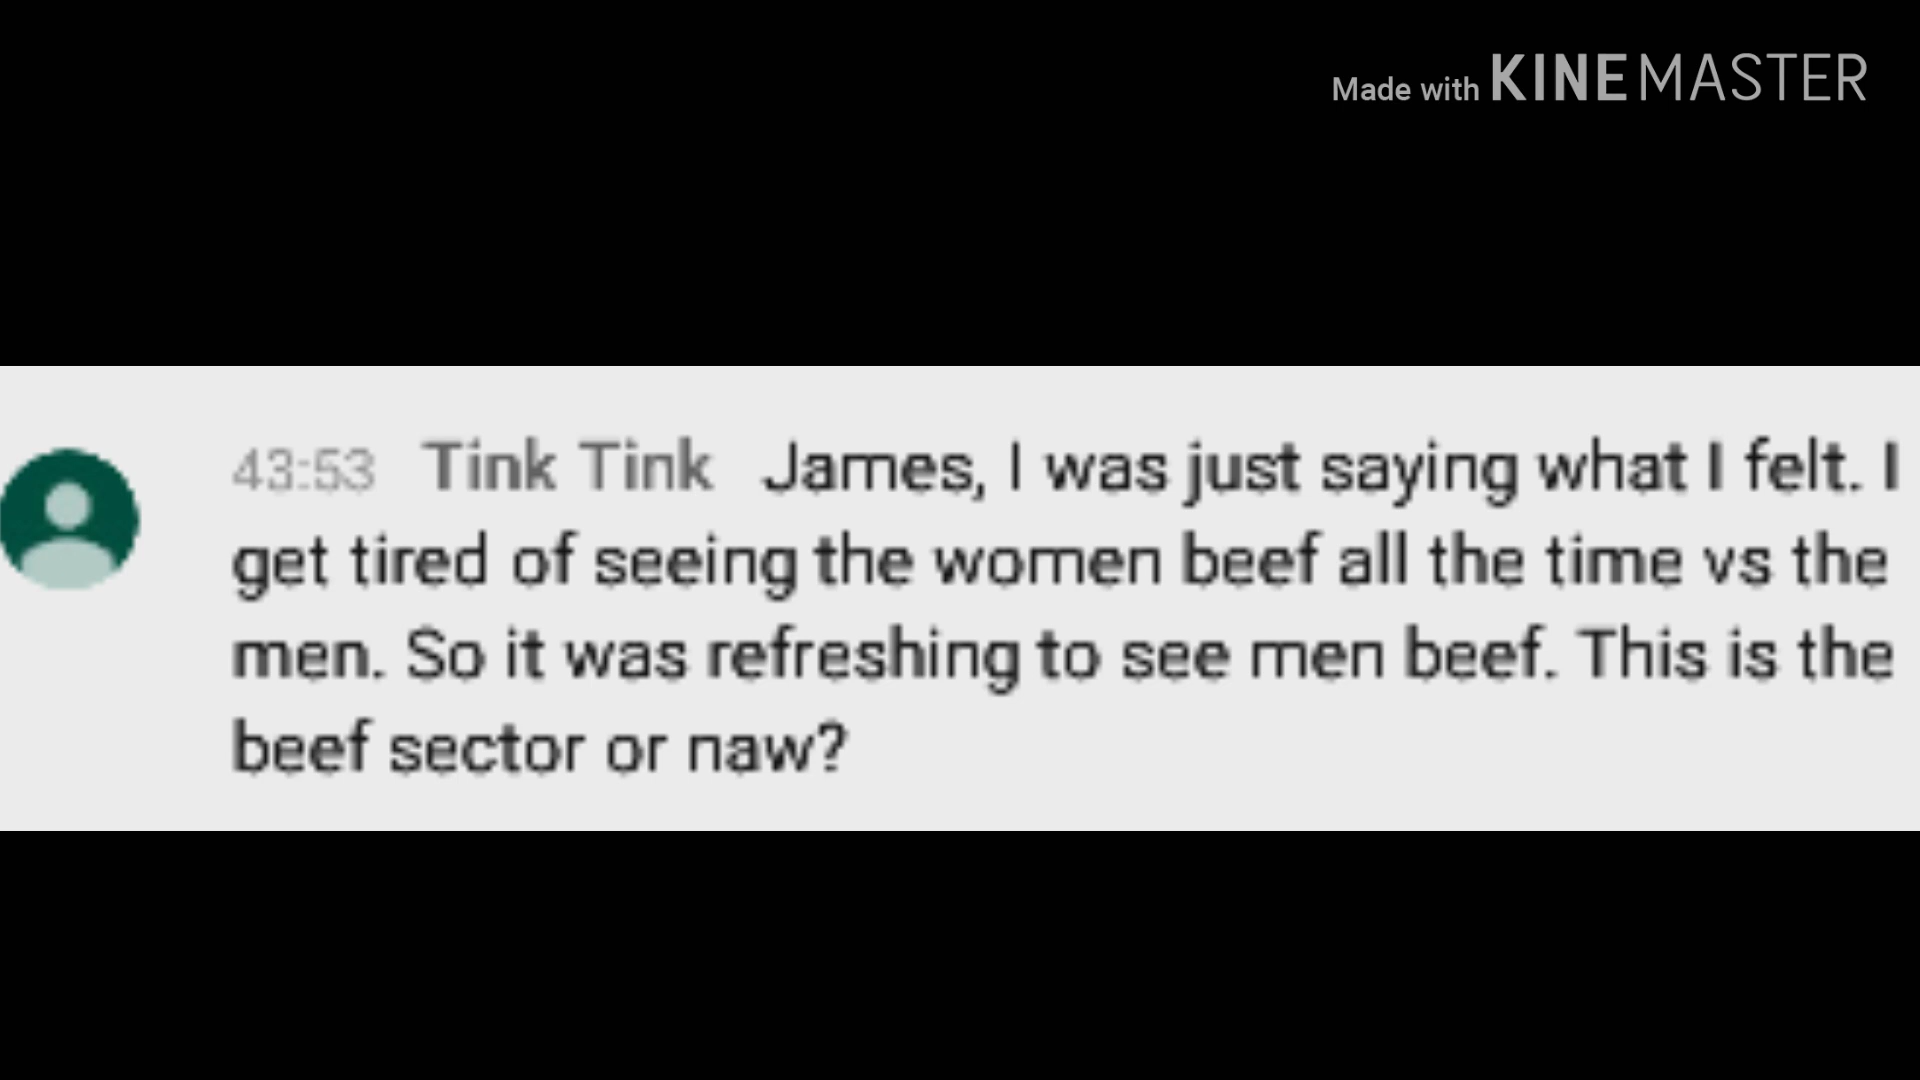 Made with KINEMASTER
43:53 Tink Tink James, I was just saying what I felt. I
get tired of seeing the women beef all the time vs the
men. So it was refreshing to see men beef. This is the
beef sector or naw?